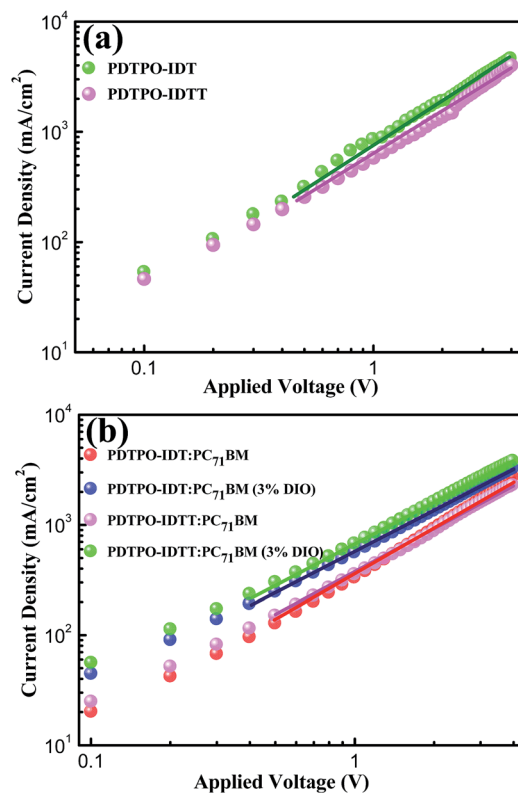 (a)
PDTPO-IDT
PDTPO-IDTT
Current Density (mA/cm²)
10⁴
10³
10²
10¹
0.1
1
Applied Voltage (V)
(b)
PDTPO-IDT:PC₇₁BM
PDTPO-IDT:PC₇₁BM (3% DIO)
PDTPO-IDTT:PC₇₁BM
PDTPO-IDTT:PC₇₁BM (3% DIO)
Current Density (mA/cm²)
10⁴
10³
10²
10¹
0.1
1
Applied Voltage (V)